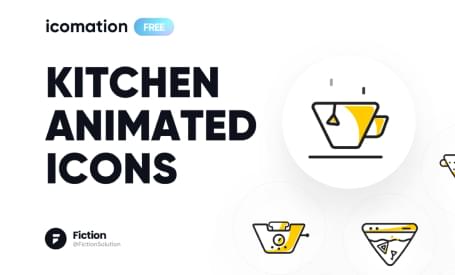 icomation FREE
KITCHEN
ANIMATED
ICONS
Fiction
@FictionSolution